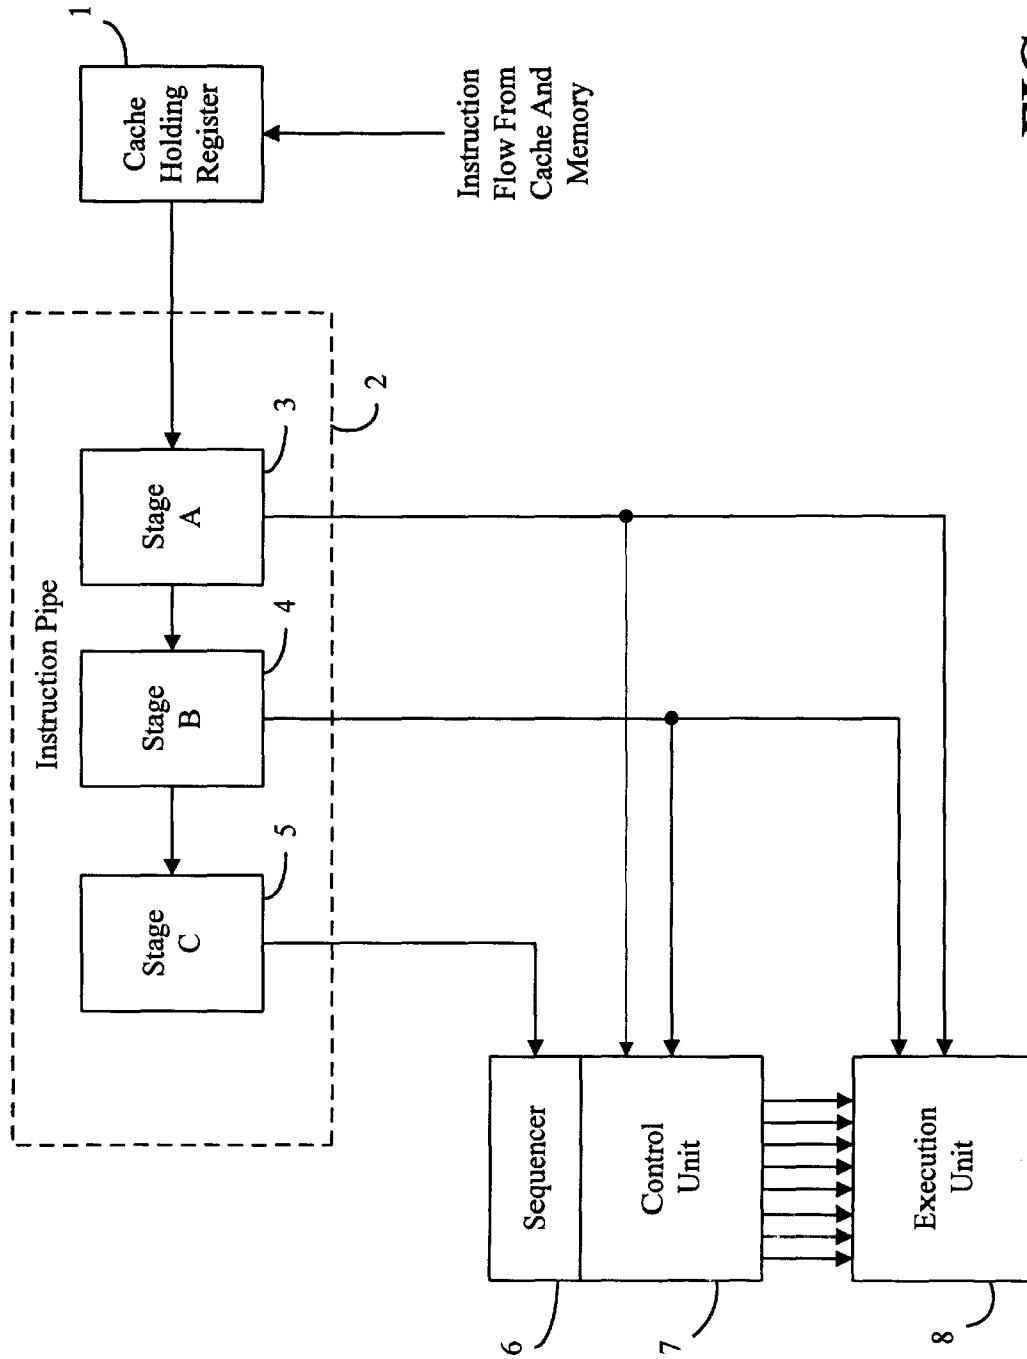 1
Cache
Holding
Register
Instruction
Flow From
Cache And
Memory
2
Instruction Pipe
3
Stage
A
4
Stage
B
5
Stage
C
6
Sequencer
7
Control
Unit
8
Execution
Unit